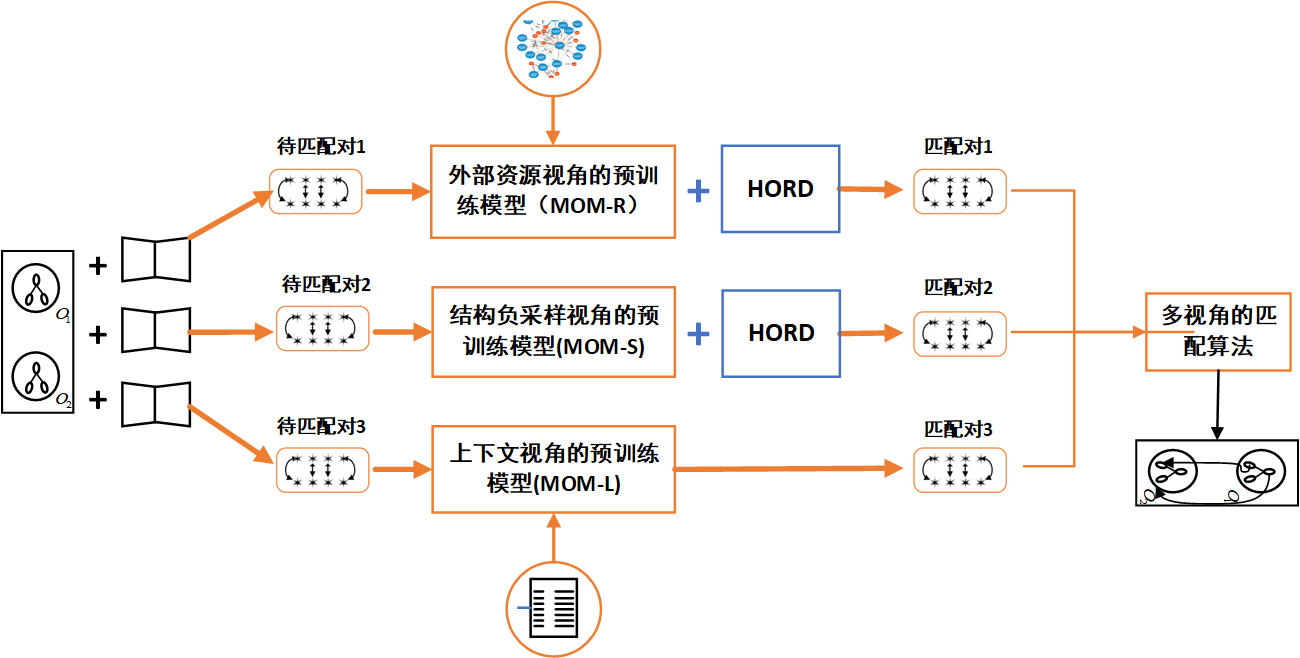 待匹配对1
匹配对1
外部资源视角的预训
练模型（MOM-R）
+
HORD
+
O1
待匹配对2
匹配对2
结构负采样视角的预
训练模型(MOM-S)
+
HORD
+
多视角的匹
配算法
O2
+
待匹配对3
匹配对3
上下文视角的预训练
模型(MOM-L)
O2
O1